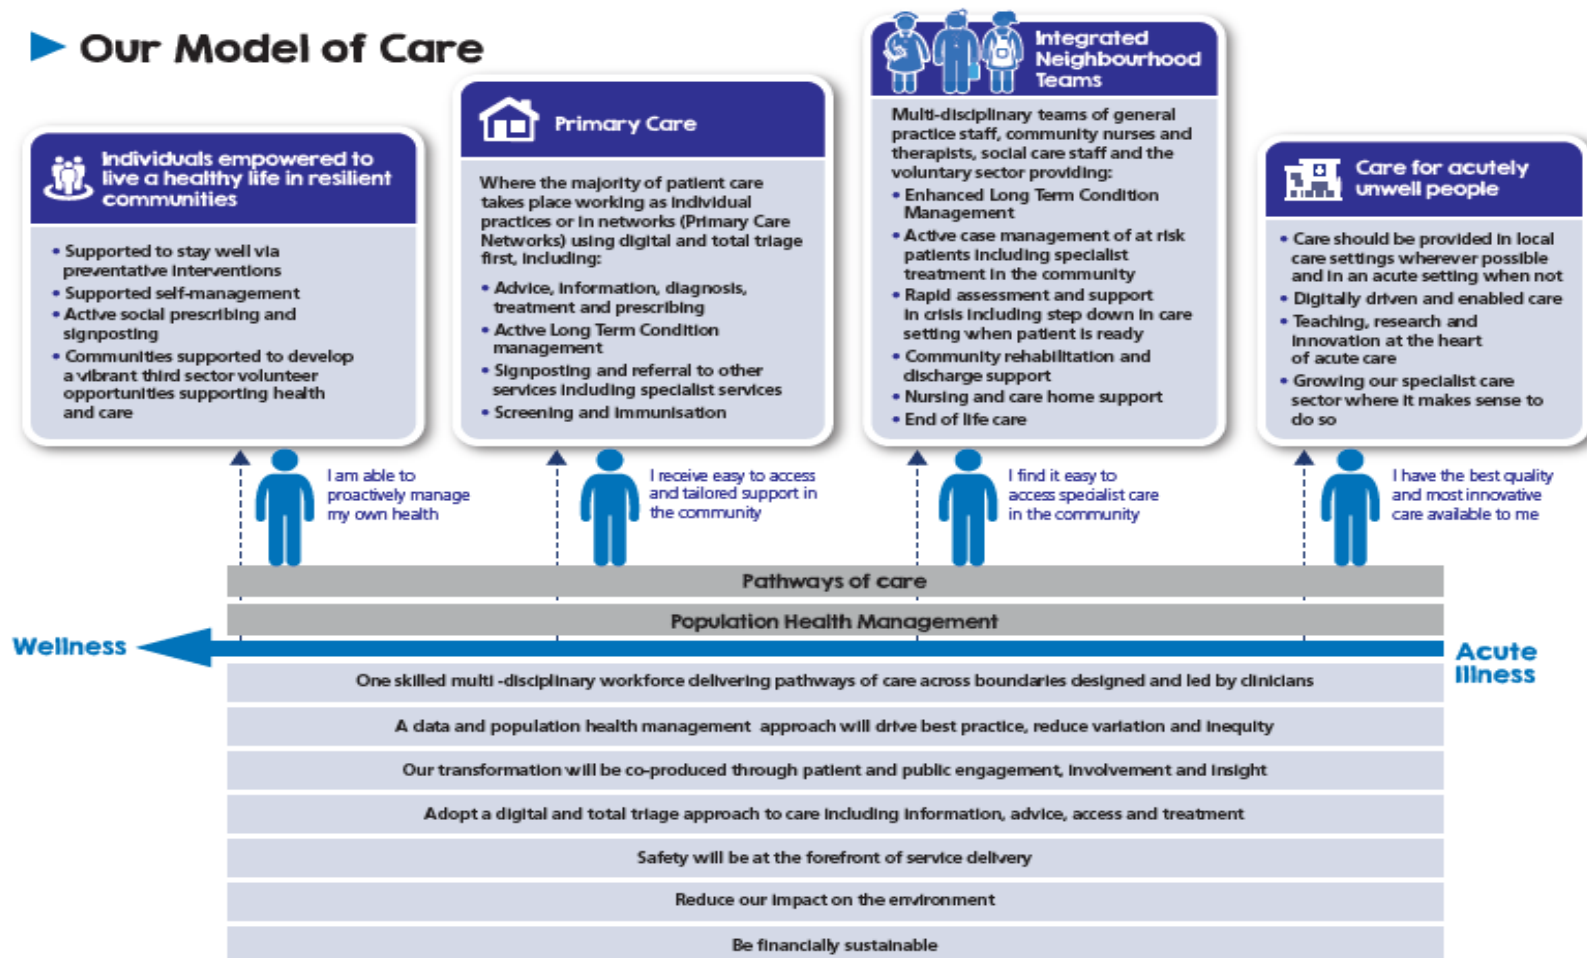 Our Model of Care
Individuals empowered to
live a healthy life in resilient
communities
• Supported to stay well via
preventative interventions
• Supported self-management
• Active social prescribing and
signposting
• Communities supported to develop
a vibrant third sector volunteer
opportunities supporting health
and care
Primary Care
Where the majority of patient care
takes place working as individual
practices or in networks (Primary Care
Networks) using digital and total triage
first, including:
• Advice, information, diagnosis,
treatment and prescribing
• Active Long Term Condition
management
• Signposting and referral to other
services including specialist services
• Screening and immunisation
Integrated
Neighbourhood
Teams
Multi-disciplinary teams of general
practice staff, community nurses and
therapists, social care staff and the
voluntary sector providing:
• Enhanced Long Term Condition
Management
• Active case management of at risk
patients including specialist
treatment in the community
• Rapid assessment and support
in crisis including step down in care
setting when patient is ready
• Community rehabilitation and
discharge support
• Nursing and care home support
• End of life care
Care for acutely
unwell people
• Care should be provided in local
care settings wherever possible
and in an acute setting when not
• Digitally driven and enabled care
• Teaching, research and
innovation at the heart
of acute care
• Growing our specialist care
sector where it makes sense to
do so
I am able to
proactively manage
my own health
I receive easy to access
and tailored support in
the community
I find it easy to
access specialist care
in the community
I have the best quality
and most innovative
care available to me
Pathways of care
Population Health Management
Wellness
Acute
Illness
One skilled multi -disciplinary workforce delivering pathways of care across boundaries designed and led by clinicians
A data and population health management approach will drive best practice, reduce variation and inequity
Our transformation will be co-produced through patient and public engagement, involvement and insight
Adopt a digital and total triage approach to care including information, advice, access and treatment
Safety will be at the forefront of service delivery
Reduce our impact on the environment
Be financially sustainable